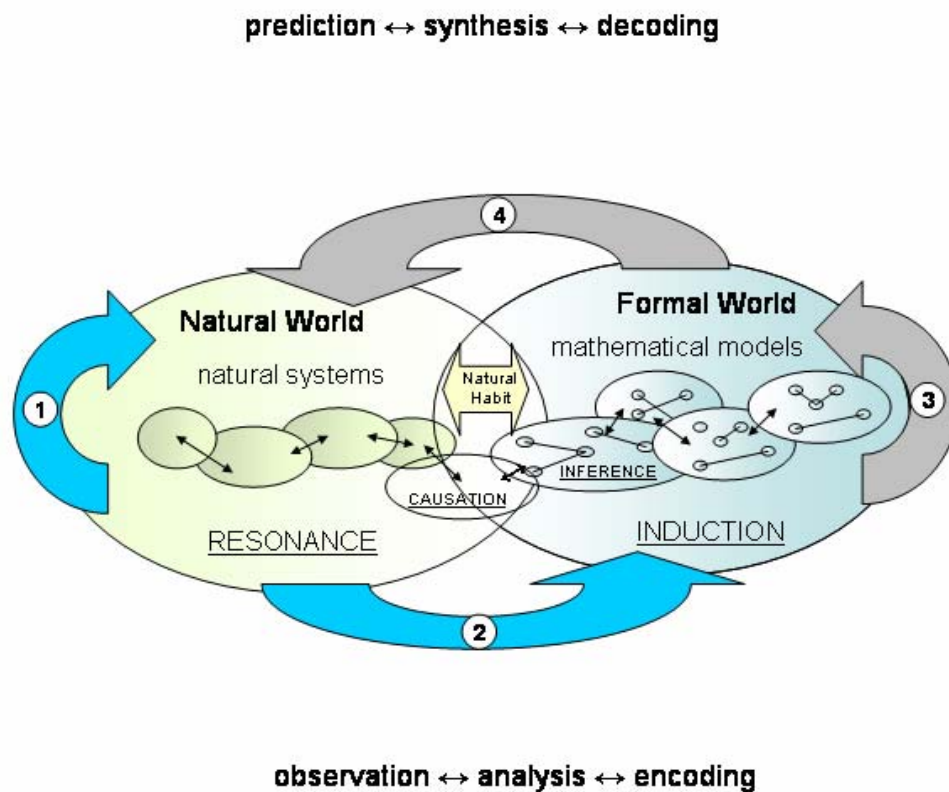 prediction ↔ synthesis ↔ decoding
4
Natural World
Formal World
natural systems
mathematical models
Natural
Habit
1
3
INFERENCE
CAUSATION
RESONANCE
INDUCTION
2
observation ↔ analysis ↔ encoding